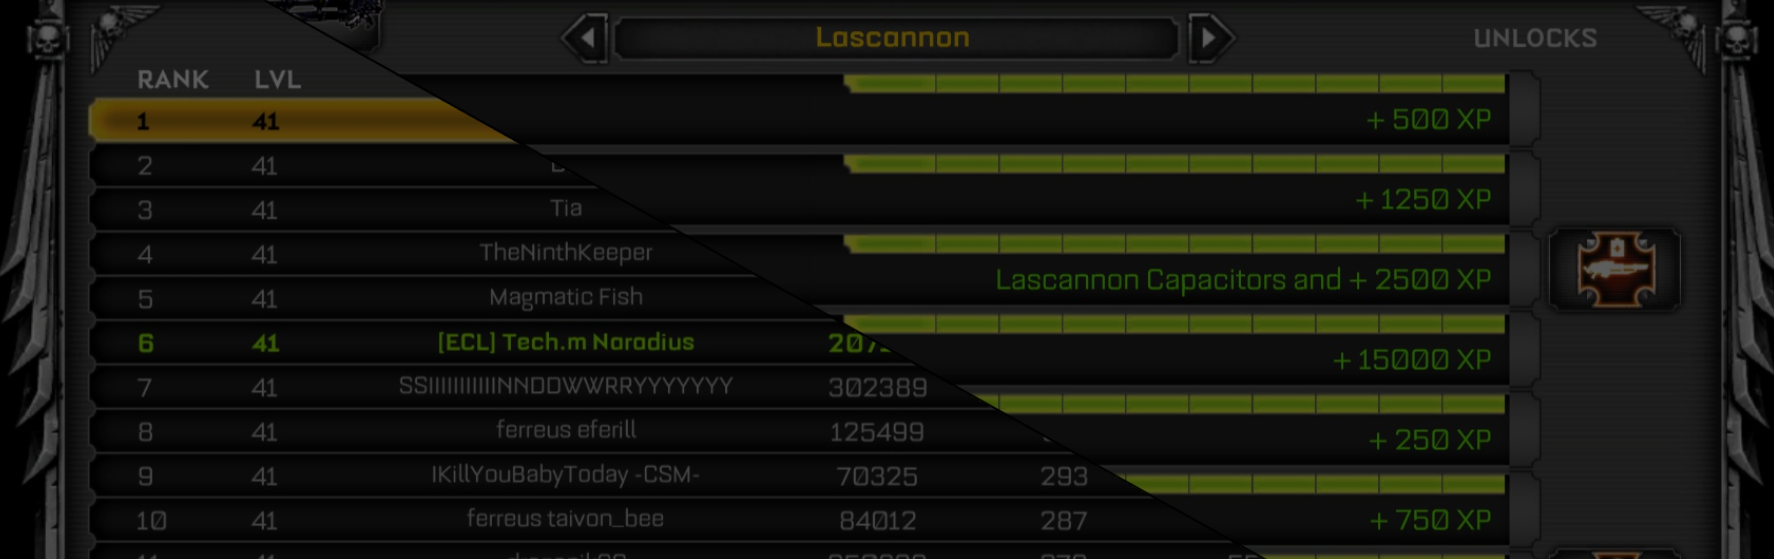 Lascannon
UNLOCKS
RANK LVL
1 41
+ 500 XP
2 41
+ 1250 XP
3 41 Tia
4 41 TheNinthKeeper
Lascannon Capacitors and + 2500 XP
5 41 Magmatic Fish
6 41 [ECL] Tech.m Naradius
+ 15000 XP
7 41 SSIIIIIIIIIIINNDDWWRRYYYYYYYY 302389
8 41 ferreus eferill 125499
+ 250 XP
9 41 IKillYouBabyToday -CSM- 70325 293
10 41 ferreus taivon_bee 84012 287
+ 750 XP